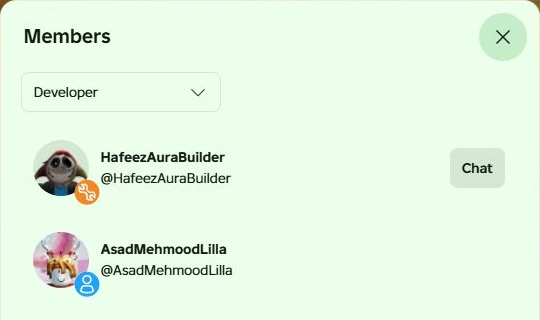 Members
Developer
HafeezAuraBuilder
@HafeezAuraBuilder
Chat
AsadMehmoodLilla
@AsadMehmoodLilla